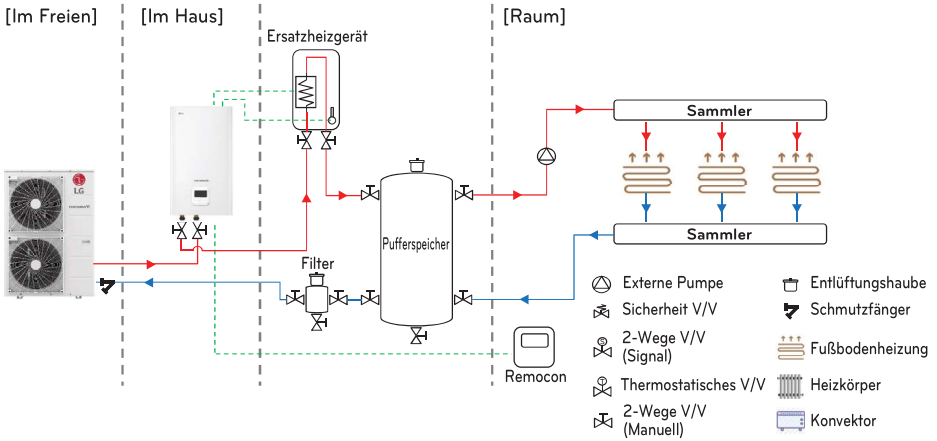 [Im Freien]
[Im Haus]
[Raum]
Ersatzheizgerät
Sammler
LG
Pufferspeicher
Sammler
Filter
Remocon
Externe Pumpe
Sicherheit V/V
2-Wege V/V
(Signal)
Thermostatisches V/V
2-Wege V/V
(Manuell)
Entlüftungshaube
Schmutzfänger
Fußbodenheizung
Heizkörper
Konvektor